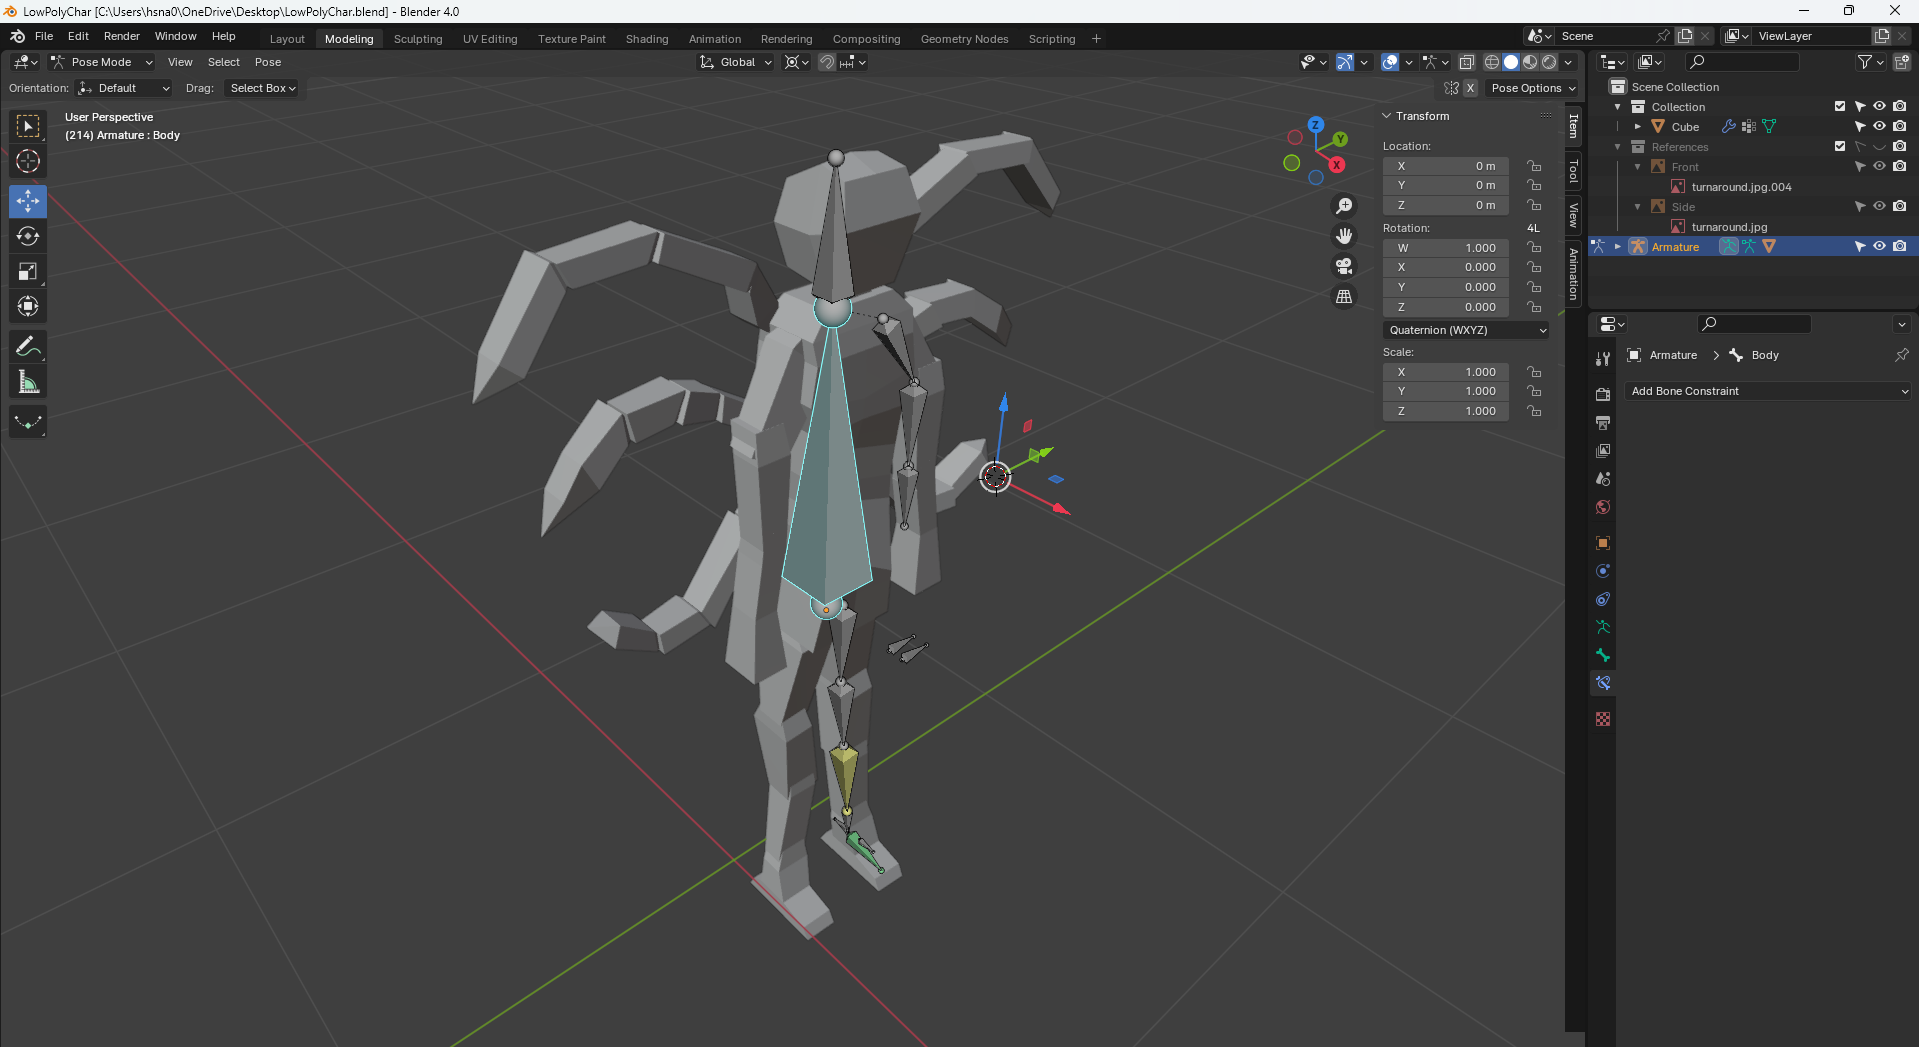 LowPolyChar [C:\Users\hsna0\OneDrive\Desktop\LowPolyChar.blend] - Blender 4.0
File Edit Render Window Help
Layout Modeling Sculpting UV Editing Texture Paint Shading Animation Rendering Compositing Geometry Nodes Scripting +
Scene
ViewLayer
Pose Mode View Select Pose
Global
Orientation: Default Drag: Select Box
X Pose Options
User Perspective
(214) Armature : Body
Z
Y
X
Transform
Location:
X 0 m
Y 0 m
Z 0 m
Rotation: 4L
W 1.000
X 0.000
Y 0.000
Z 0.000
Quaternion (WXYZ)
Scale:
X 1.000
Y 1.000
Z 1.000
Item
Tool
View
Animation
Scene Collection
Collection
Cube
References
Front
turnaround.jpg.004
Side
turnaround.jpg
Armature
Armature > Body
Add Bone Constraint